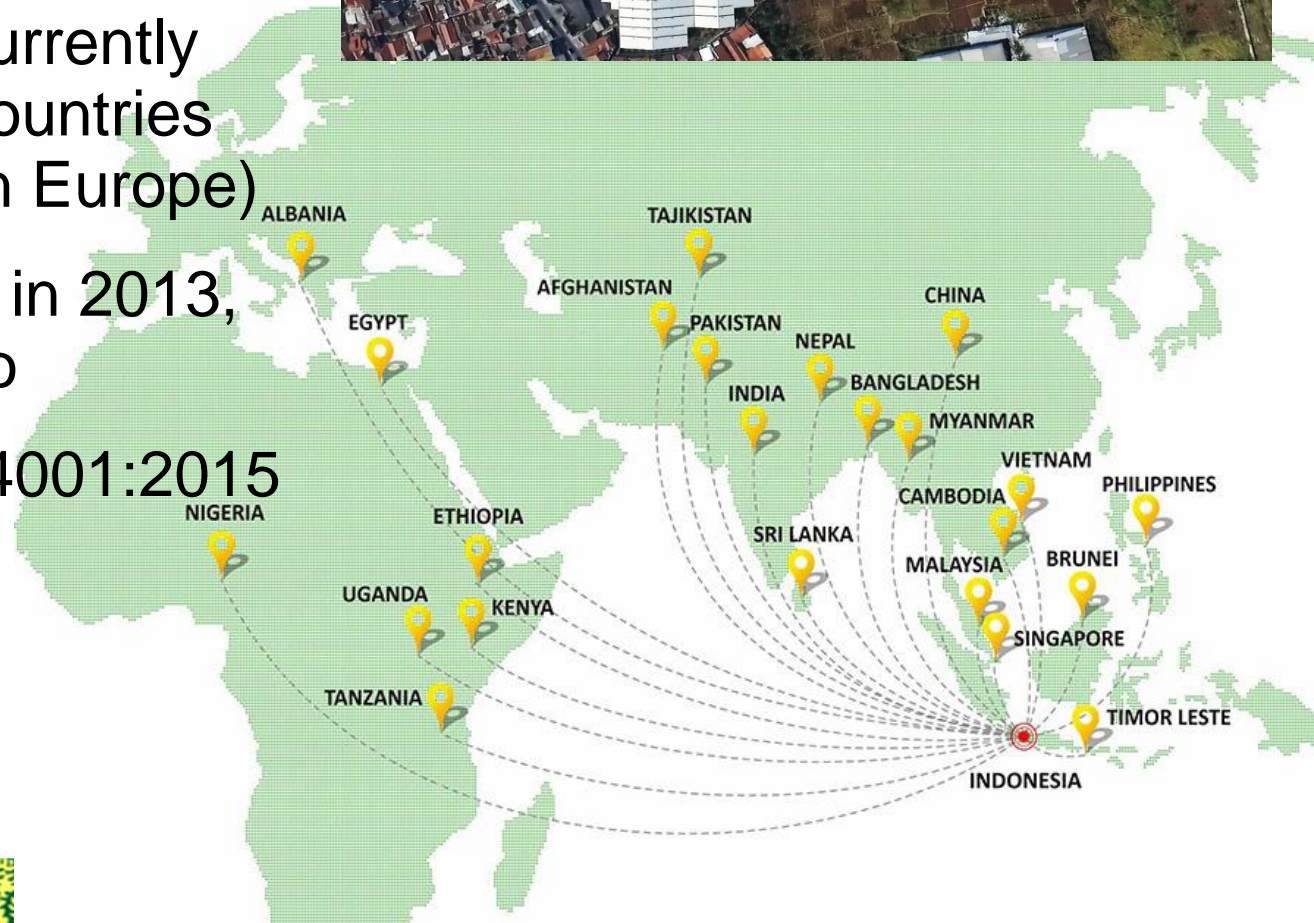 urrently
ountries
n Europe)
in 2013,
o
4001:2015
ALBANIA
TAJIKISTAN
AFGHANISTAN
CHINA
EGYPT
PAKISTAN
NEPAL
INDIA
BANGLADESH
MYANMAR
VIETNAM
CAMBODIA
PHILIPPINES
NIGERIA
ETHIOPIA
SRI LANKA
MALAYSIA
BRUNEI
UGANDA
KENYA
SINGAPORE
TANZANIA
TIMOR LESTE
INDONESIA